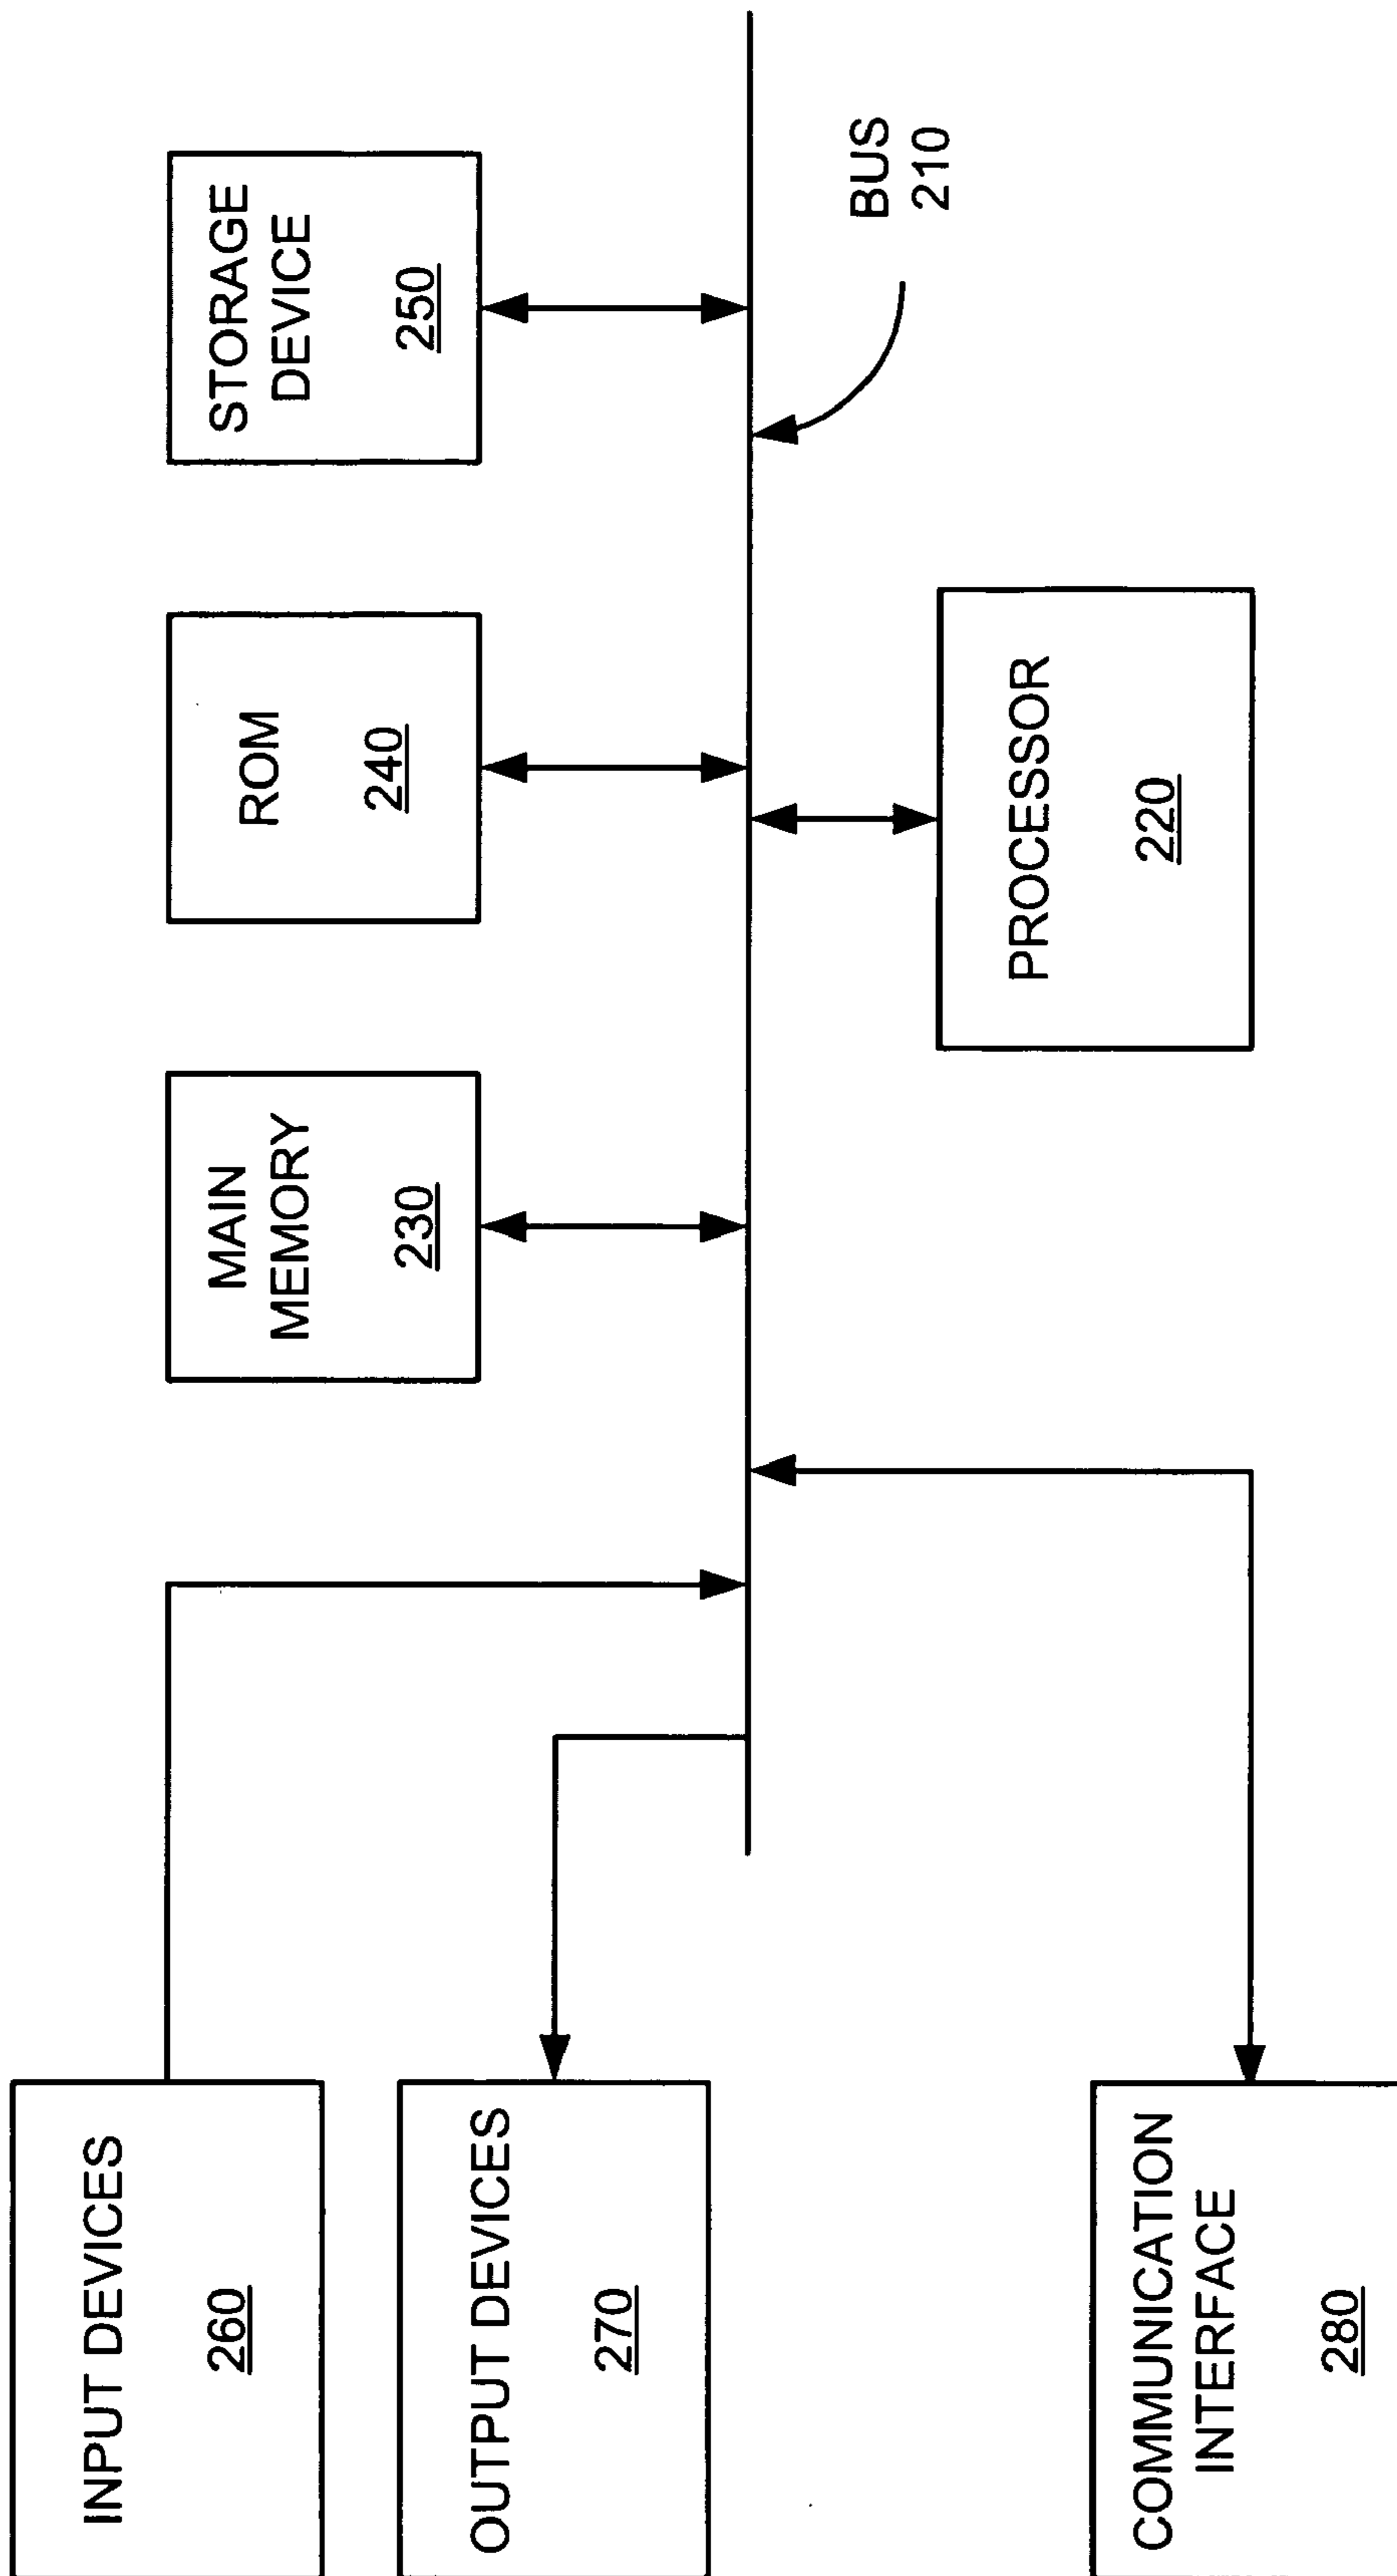 INPUT DEVICES
260
OUTPUT DEVICES
270
COMMUNICATION
INTERFACE
280
MAIN
MEMORY
230
ROM
240
STORAGE
DEVICE
250
PROCESSOR
220
BUS
210